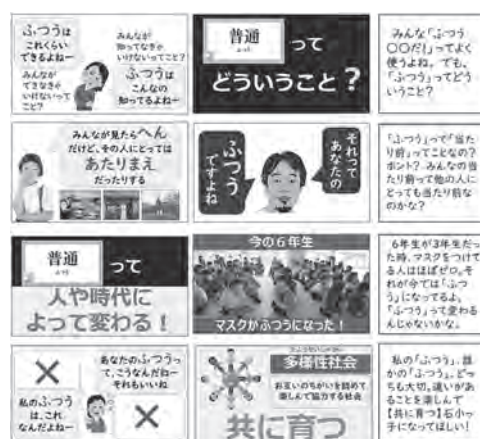 ふつうは
これくらい
できるよねー
みんなが
知ってなきゃ
いけないってこと?
みんなが
できなきゃ
いけないって
こと?
ふつうは
こんなの
知ってるよねー
普通
って
どういうこと?
みんな「ふつう
〇〇だ!」ってよく
使うよね。でも、
「ふつう」ってどう
いうこと?
みんなが見たらへん
だけど、その人にとっては
あたりまえ
だったりする
ふつう
ですよね
それって
あなたの
「ふつう」って「当た
り前」ってことなの?
ホント?みんなの当
たり前って他の人に
とっても当たり前な
のかな?
普通
って
人や時代に
よって変わる!
今の6年生
マスクがふつうになった!
6年生が3年生だっ
た時、マスクをつけて
る人はほぼゼロ。そ
れが今では「ふつ
う」になってるよ。
「ふつう」って変わる
んじゃないかな。
あなたのふつうっ
て、こうなんだねー
それもいいね
私のふつう
は、これ
なんだよねー
多様性社会
お互いのちがいを認めて
楽しんで協力する社会
共に育つ
私の「ふつう」、誰
かの「ふつう」、どっ
ちも大切。違いがあ
ることを楽しんで
【共に育つ】石小っ
子になってほしい!